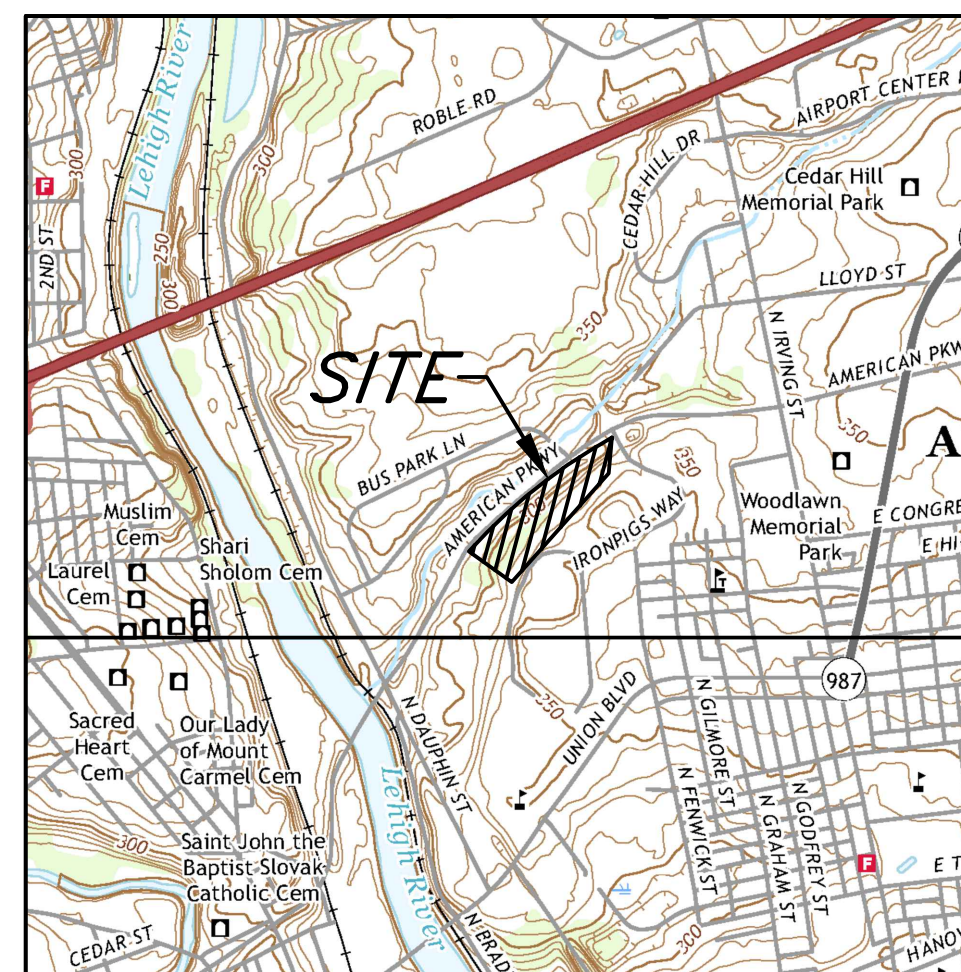 Lehigh River
ROBLE RD
AIRPORT CENTER
300
300
F
2ND ST
250
300
CEDAR HILL DR
Cedar Hill
Memorial Park
LLOYD ST
350
N IRVING ST
SITE
AMERICAN PKW
350
A
BUS PARK LN
AMERICAN PKWY
300
250
IRONPIGS WAY
Woodlawn
Memorial
Park
E CONGRE
E HI
Muslim
Cem
Laurel
Cem
Shari
Sholom Cem
987
350
UNION BLVD
N DAUPHIN ST
N GILMORE ST
N FENWICK ST
N GRAHAM ST
N GODFREY ST
Sacred
Heart
Cem
Our Lady
of Mount
Carmel Cem
Lehigh River
300
Saint John the
Baptist Slovak
Catholic Cem
F
E T
CEDAR ST
N BRAD
300
HANOV